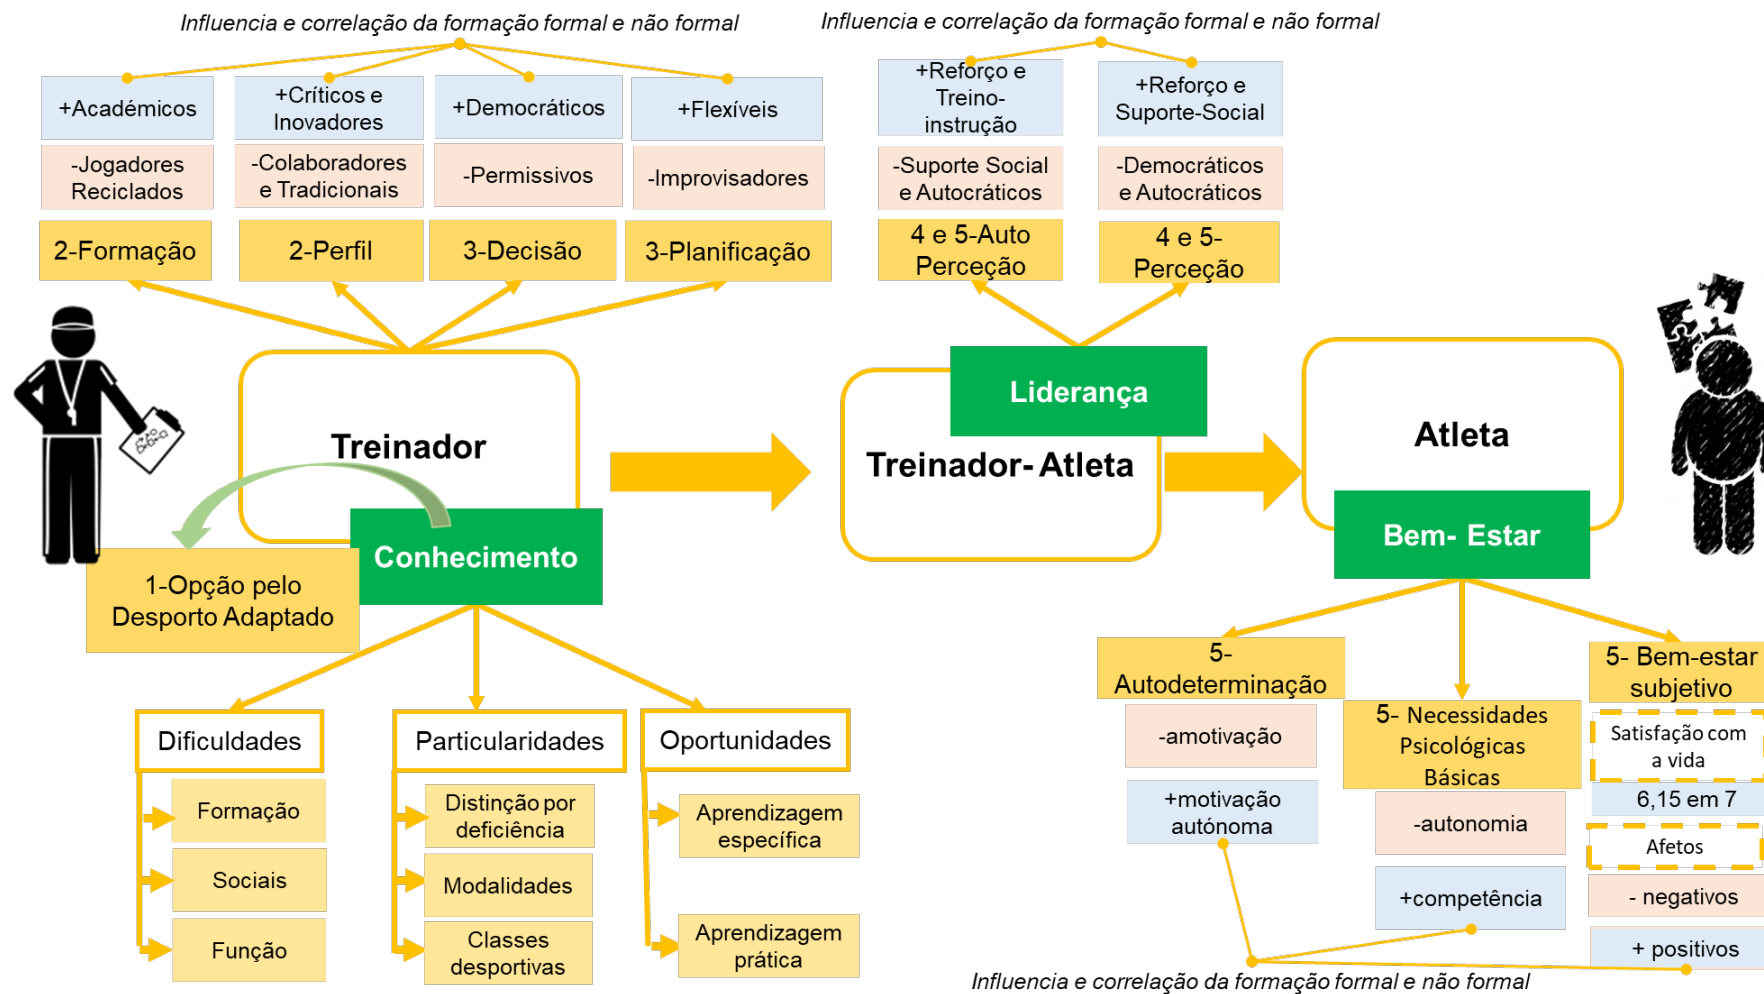 Influencia e correlação da formação formal e não formal
Influencia e correlação da formação formal e não formal
+Académicos
+Críticos e
Inovadores
+Democráticos
+Flexíveis
-Jogadores
Reciclados
-Colaboradores
e Tradicionais
-Permissivos
-Improvisadores
2-Formação
2-Perfil
3-Decisão
3-Planificação
+Reforço e
Treino-
instrução
+Reforço e
Suporte-Social
-Suporte Social
e Autocráticos
-Democráticos
e Autocráticos
4 e 5-Auto
Perceção
4 e 5-
Perceção
Treinador
Conhecimento
1-Opção pelo
Desporto Adaptado
Liderança
Treinador- Atleta
Atleta
Bem- Estar
Dificuldades
Formação
Sociais
Função
Particularidades
Distinção por
deficiência
Modalidades
Classes
desportivas
Oportunidades
Aprendizagem
específica
Aprendizagem
prática
5-
Autodeterminação
-amotivação
+motivação
autónoma
5- Necessidades
Psicológicas
Básicas
-autonomia
+competência
5- Bem-estar
subjetivo
Satisfação com
a vida
6,15 em 7
Afetos
- negativos
+ positivos
Influencia e correlação da formação formal e não formal